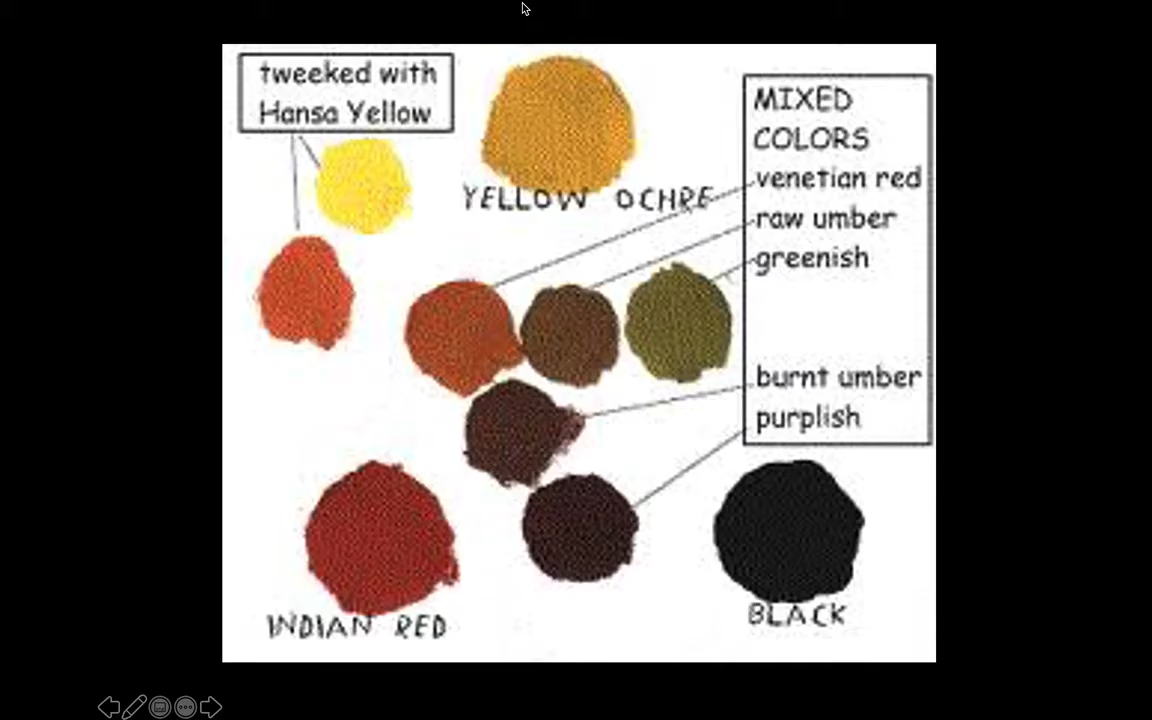 tweeked with
Hansa Yellow
YELLOW OCHRE
MIXED
COLORS
venetian red
raw umber
greenish
burnt umber
purplish
INDIAN RED
BLACK